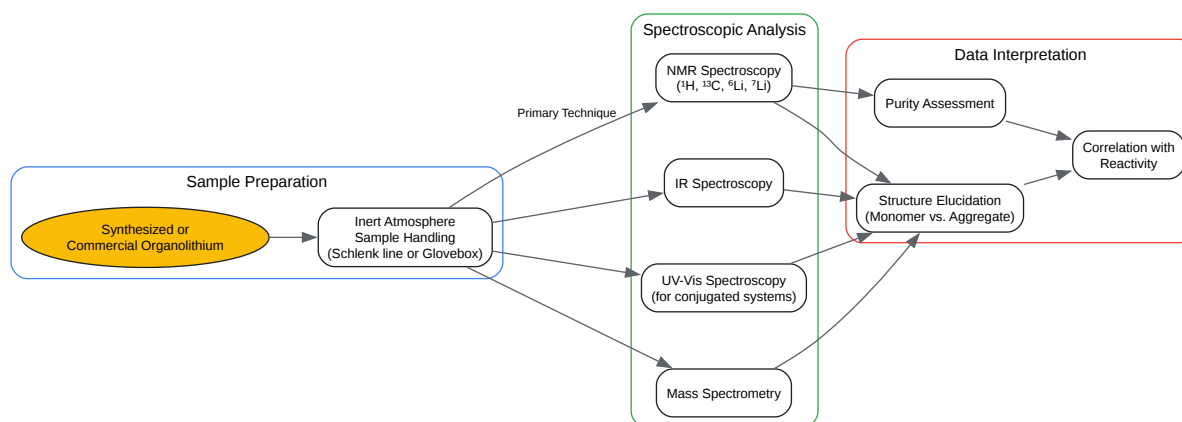 Sample Preparation
Synthesized or
Commercial Organolithium
Inert Atmosphere
Sample Handling
(Schlenk line or Glovebox)
Primary Technique
Spectroscopic Analysis
NMR Spectroscopy
(¹H, ¹³C, ⁶Li, ⁷Li)
IR Spectroscopy
UV-Vis Spectroscopy
(for conjugated systems)
Mass Spectrometry
Data Interpretation
Purity Assessment
Structure Elucidation
(Monomer vs. Aggregate)
Correlation with
Reactivity